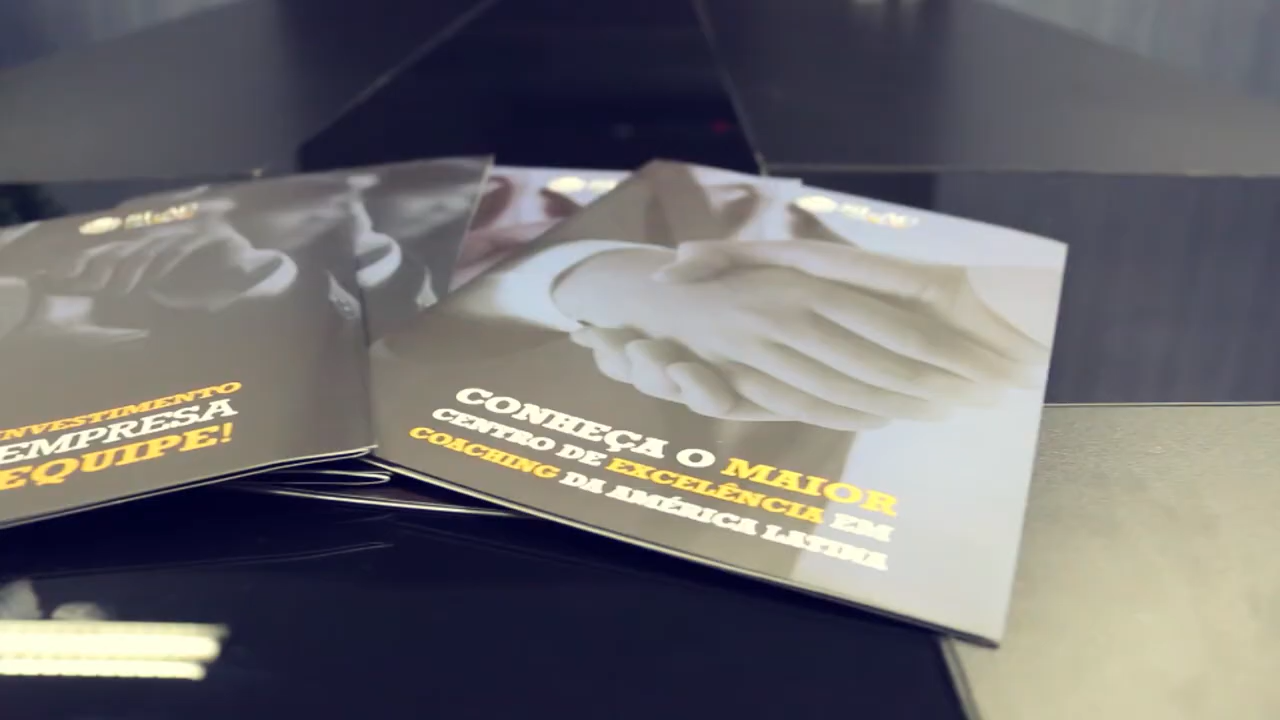 INVESTIMENTO
EMPRESA
EQUIPE!
CONHEÇA O MAIOR
CENTRO DE EXCELÊNCIA EM
COACHING DA AMÉRICA LATINA